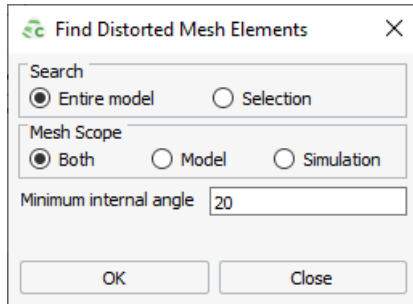 Find Distorted Mesh Elements
Search
Entire model Selection
Mesh Scope
Both Model Simulation
Minimum internal angle 20
OK Close